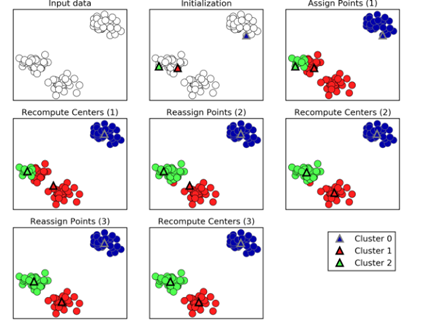 Input data
Initialization
Assign Points (1)
Recompute Centers (1)
Reassign Points (2)
Recompute Centers (2)
Reassign Points (3)
Recompute Centers (3)
Cluster 0
Cluster 1
Cluster 2